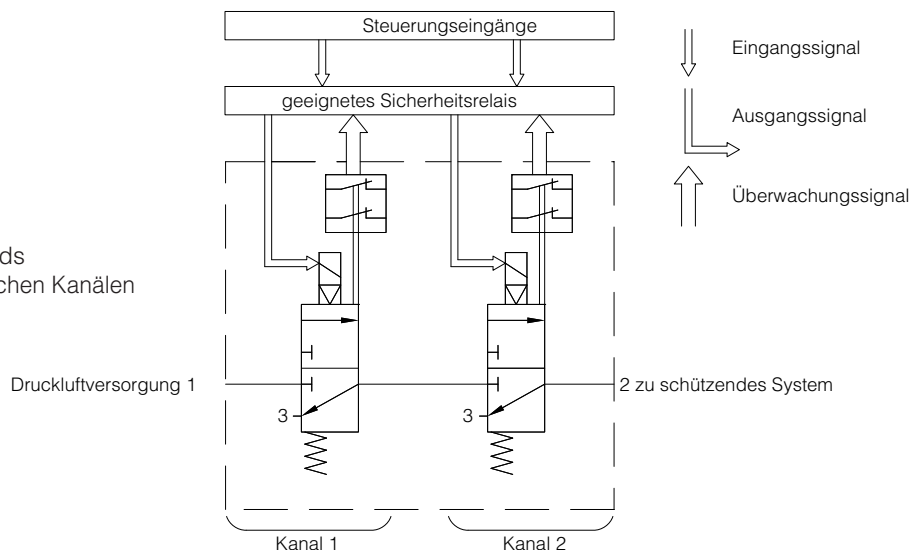 Steuerungseingänge
geeignetes Sicherheitsrelais
Eingangssignal
Ausgangssignal
Überwachungssignal
ds
chen Kanälen
Druckluftversorgung 1
2 zu schützendes System
3
3
Kanal 1
Kanal 2